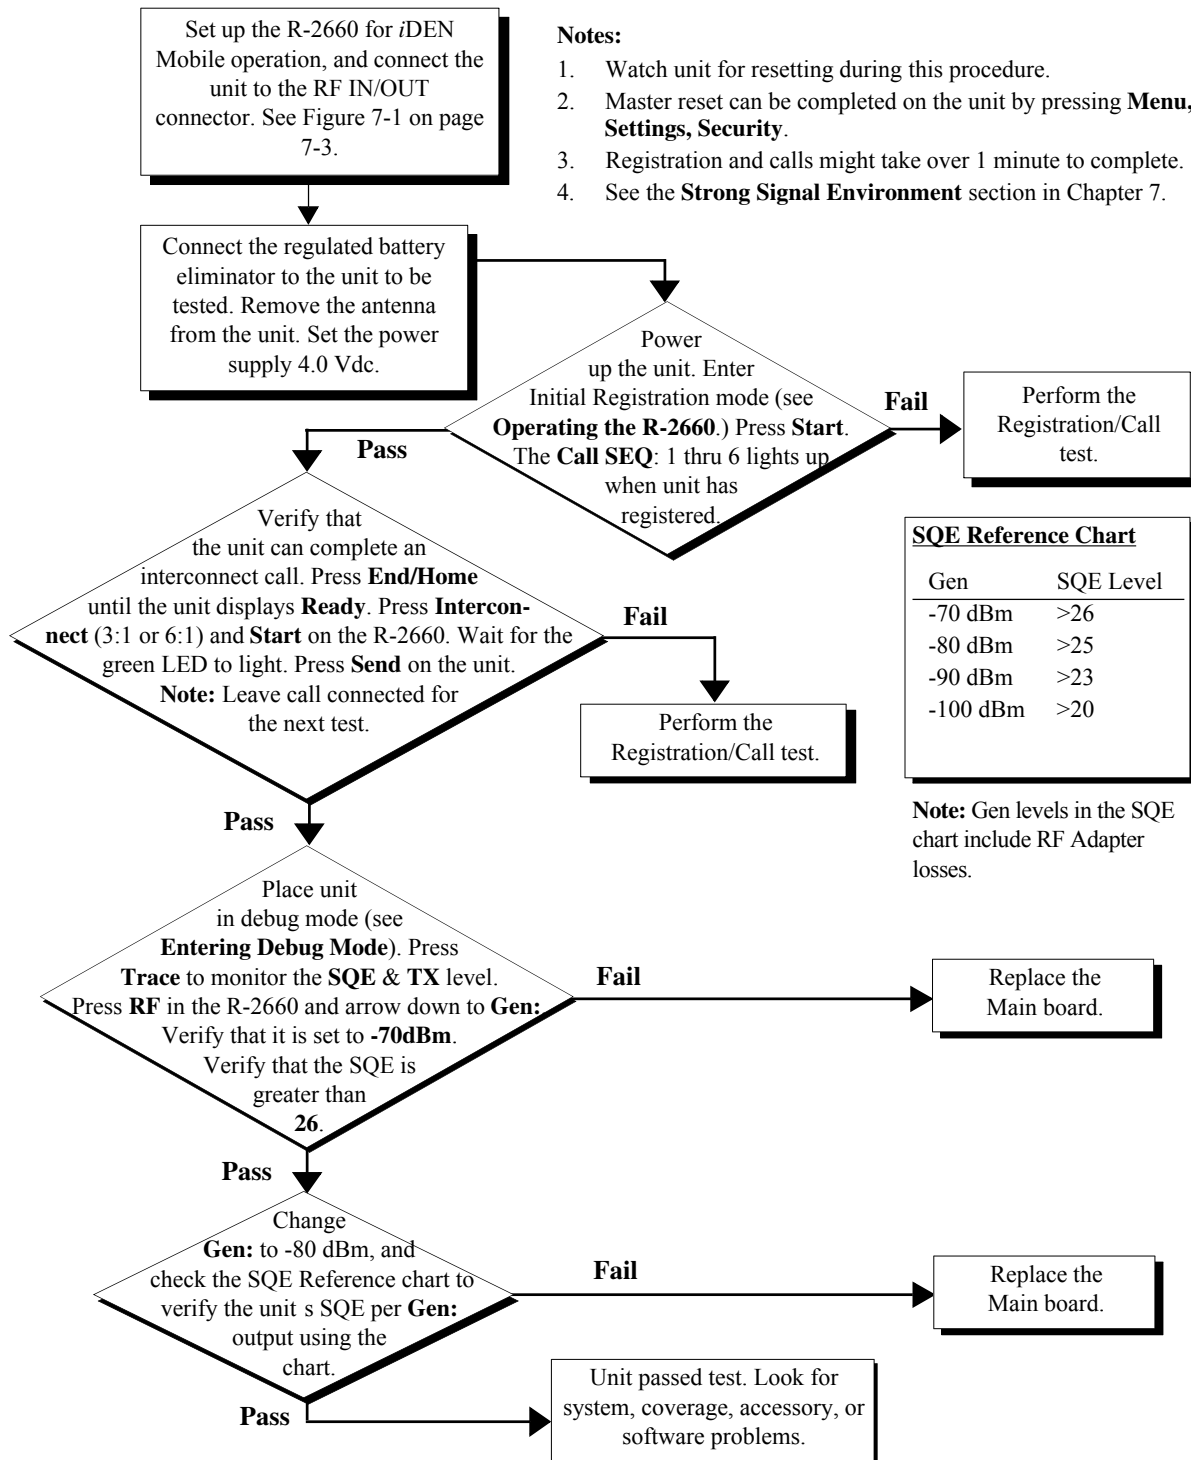 Set up the R-2660 for iDEN
Mobile operation, and connect the
unit to the RF IN/OUT
connector. See Figure 7-1 on page
7-3.
Notes:
1. Watch unit for resetting during this procedure.
2. Master reset can be completed on the unit by pressing Menu,
Settings, Security.
3. Registration and calls might take over 1 minute to complete.
4. See the Strong Signal Environment section in Chapter 7.
Connect the regulated battery
eliminator to the unit to be
tested. Remove the antenna
from the unit. Set the power
supply 4.0 Vdc.
Power
up the unit. Enter
Initial Registration mode (see
Operating the R-2660.) Press Start.
The Call SEQ: 1 thru 6 lights up
when unit has
registered.
Fail
Perform the
Registration/Call
test.
Pass
Verify that
the unit can complete an
interconnect call. Press End/Home
until the unit displays Ready. Press Intercon-
nect (3:1 or 6:1) and Start on the R-2660. Wait for the
green LED to light. Press Send on the unit.
Note: Leave call connected for
the next test.
Fail
Perform the
Registration/Call test.
SQE Reference Chart
Gen SQE Level
-70 dBm >26
-80 dBm >25
-90 dBm >23
-100 dBm >20
Note: Gen levels in the SQE
chart include RF Adapter
losses.
Pass
Place unit
in debug mode (see
Entering Debug Mode). Press
Trace to monitor the SQE & TX level.
Press RF in the R-2660 and arrow down to Gen:
Verify that it is set to -70dBm.
Verify that the SQE is
greater than
26.
Fail
Replace the
Main board.
Pass
Change
Gen: to -80 dBm, and
check the SQE Reference chart to
verify the unit s SQE per Gen:
output using the
chart.
Fail
Replace the
Main board.
Pass
Unit passed test. Look for
system, coverage, accessory, or
software problems.